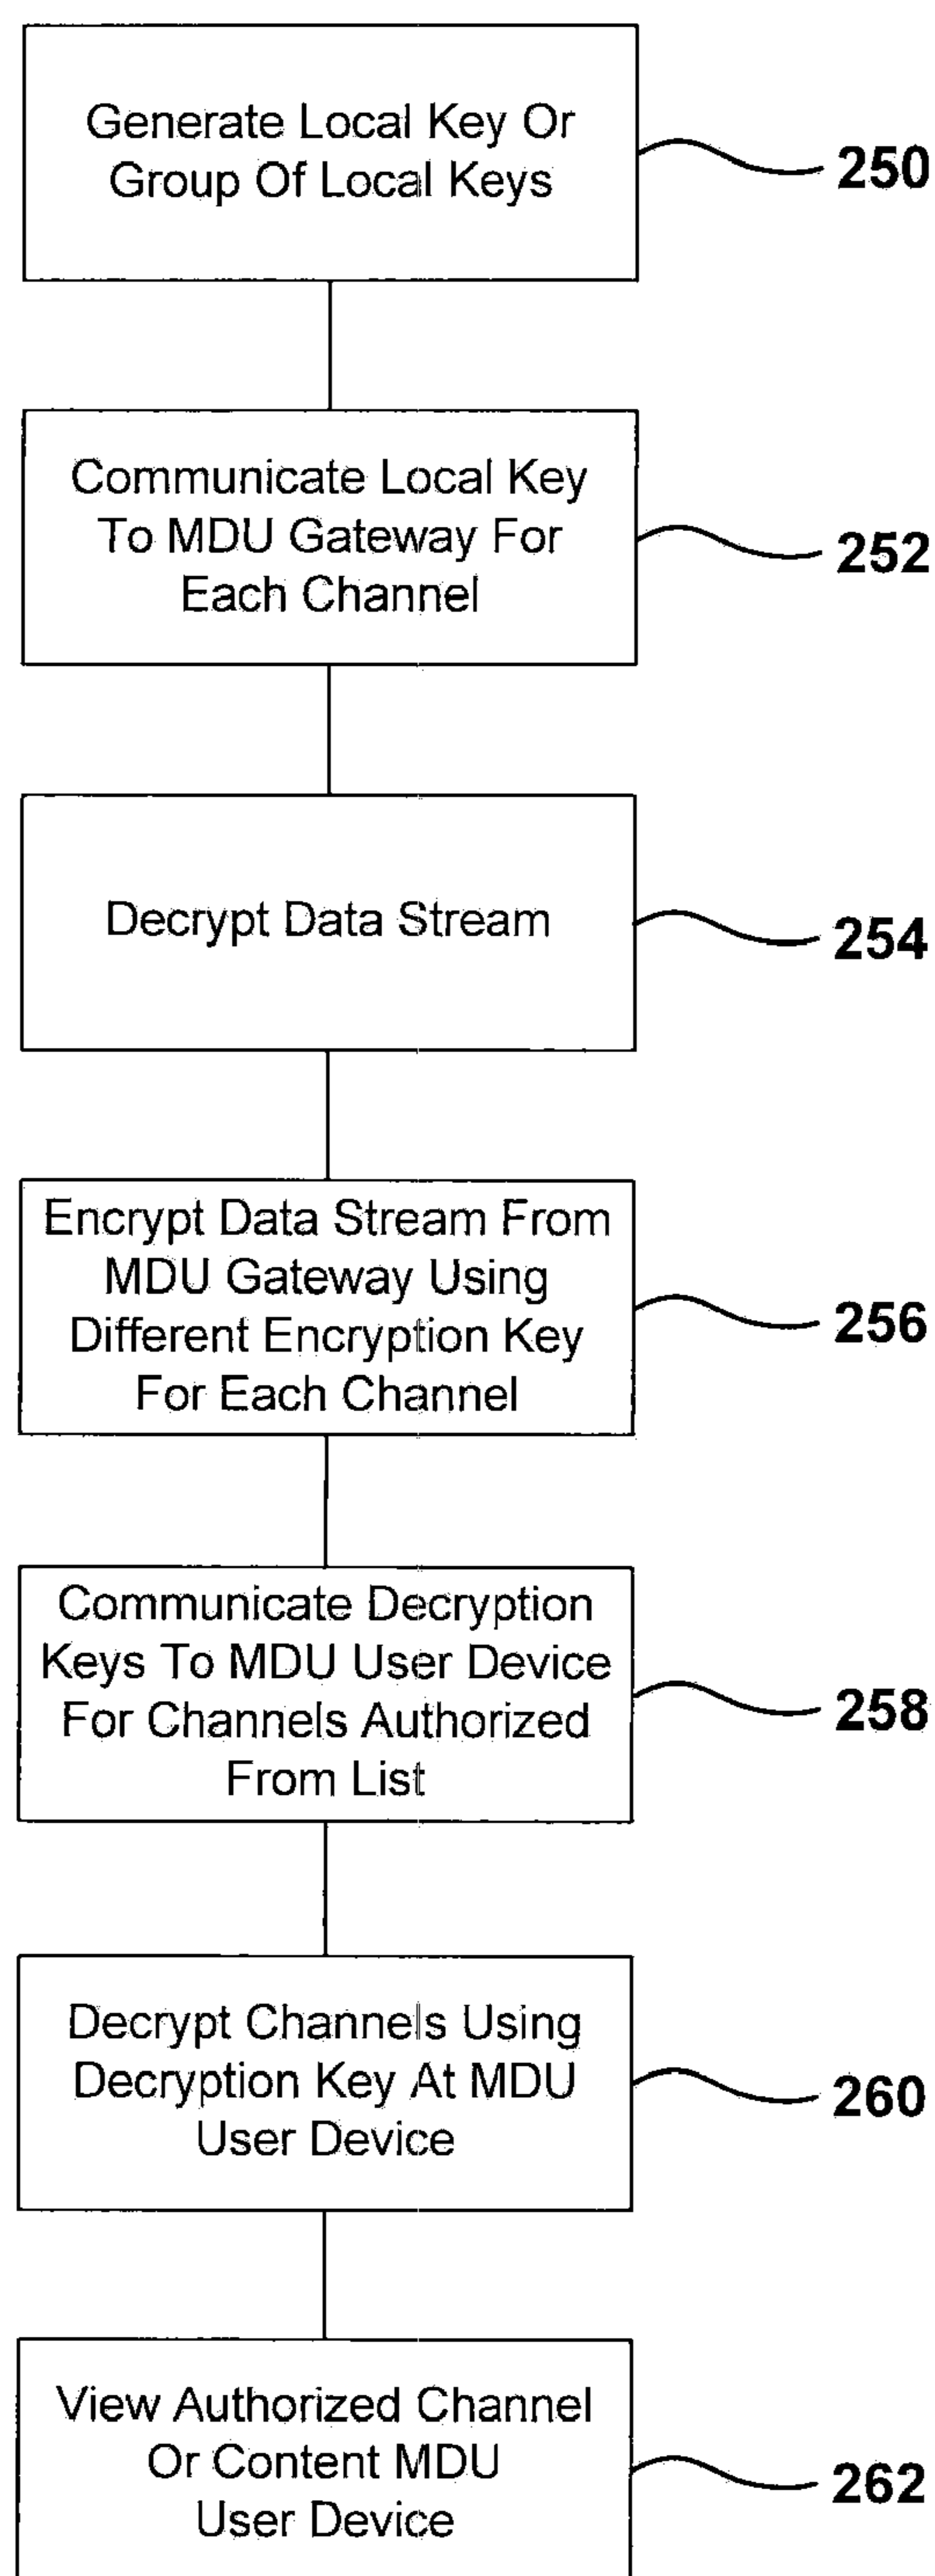 Generate Local Key Or
Group Of Local Keys
250
Communicate Local Key
To MDU Gateway For
Each Channel
252
Decrypt Data Stream
254
Encrypt Data Stream From
MDU Gateway Using
Different Encryption Key
For Each Channel
256
Communicate Decryption
Keys To MDU User Device
For Channels Authorized
From List
258
Decrypt Channels Using
Decryption Key At MDU
User Device
260
View Authorized Channel
Or Content MDU
User Device
262